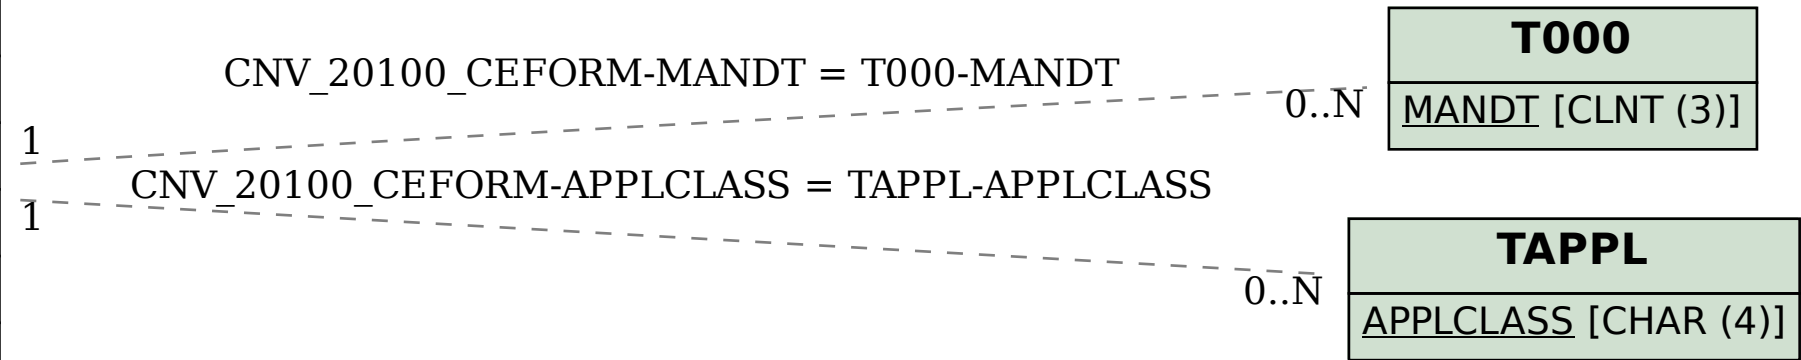 T000
CNV_20100_CEFORM-MANDT = T000-MANDT
0..N
MANDT [CLNT (3)]
1
CNV_20100_CEFORM-APPLCLASS = TAPPL-APPLCLASS
1
TAPPL
0..N
APPLCLASS [CHAR (4)]